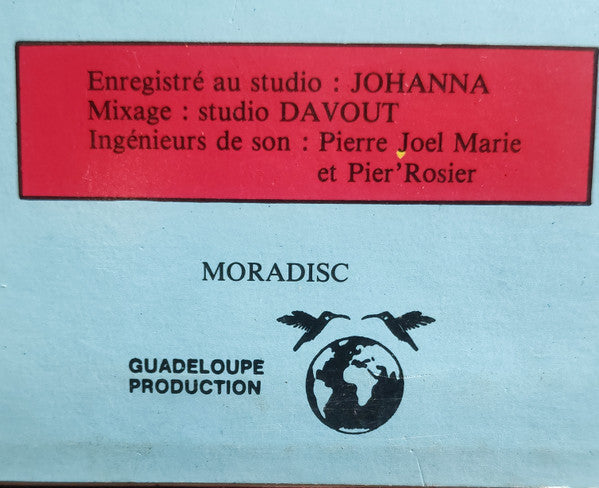 Enregistré au studio : JOHANNA
Mixage : studio DAVOUT
Ingénieurs de son : Pierre Joel Marie
et Pier'Rosier
MORADISC
GUADELOUPE
PRODUCTION